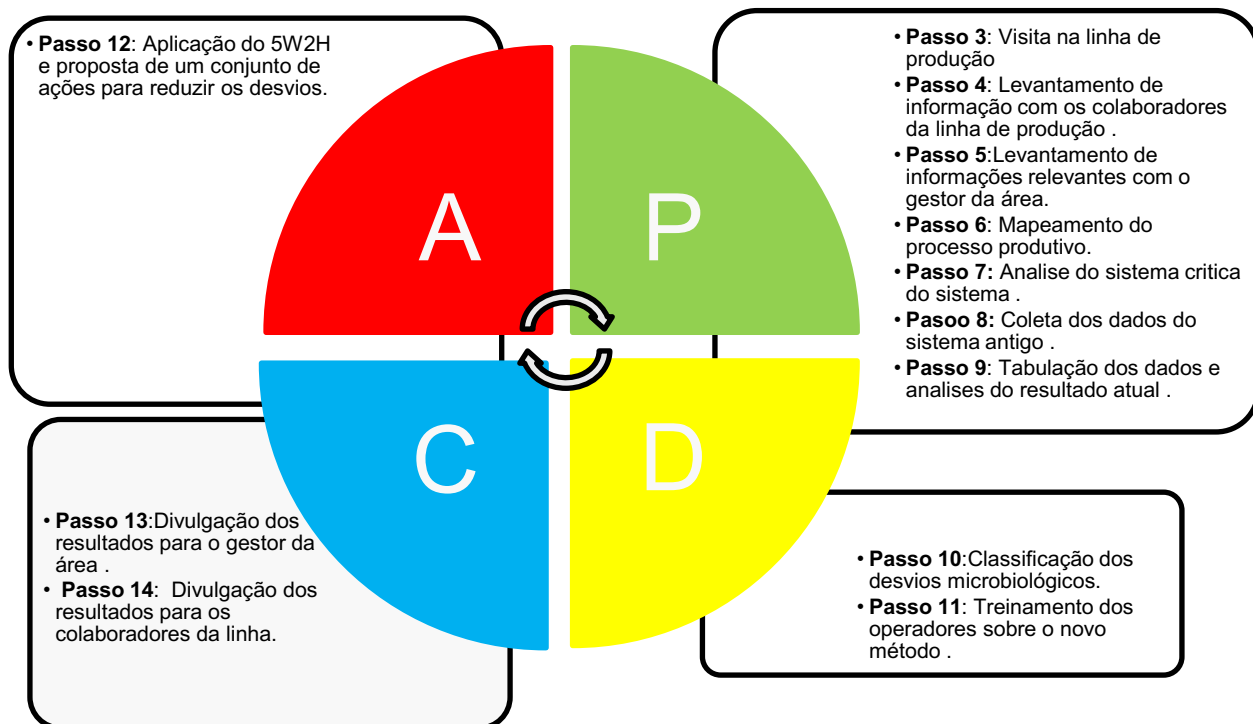 • Passo 12: Aplicação do 5W2H
e proposta de um conjunto de
ações para reduzir os desvios.
A
P
• Passo 3: Visita na linha de
produção
• Passo 4: Levantamento de
informação com os colaboradores
da linha de produção .
• Passo 5:Levantamento de
informações relevantes com o
gestor da área.
• Passo 6: Mapeamento do
processo produtivo.
• Passo 7: Analise do sistema critica
do sistema .
• Pasoo 8: Coleta dos dados do
sistema antigo .
• Passo 9: Tabulação dos dados e
analises do resultado atual .
C
D
• Passo 13:Divulgação dos
resultados para o gestor da
área .
• Passo 14: Divulgação dos
resultados para os
colaboradores da linha.
• Passo 10:Classificação dos
desvios microbiológicos.
• Passo 11: Treinamento dos
operadores sobre o novo
método .